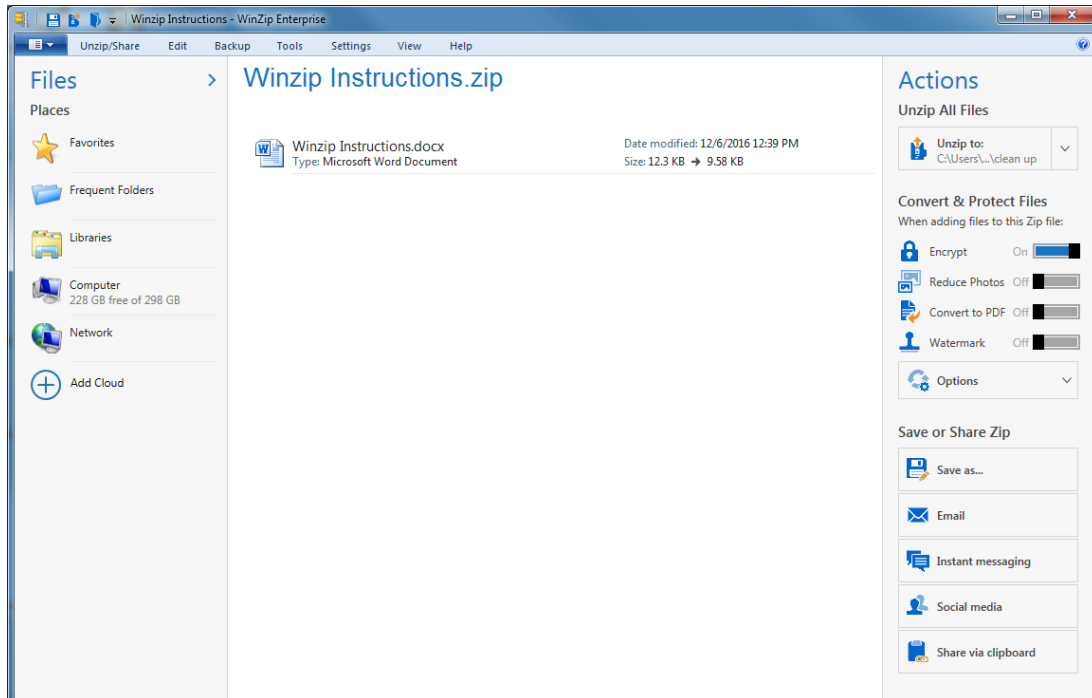 Winzip Instructions - WinZip Enterprise
Unzip/Share Edit Backup Tools Settings View Help
Files
Places
Favorites
Frequent Folders
Libraries
Computer
228 GB free of 298 GB
Network
Add Cloud
Winzip Instructions.zip
Winzip Instructions.docx
Type: Microsoft Word Document
Date modified: 12/6/2016 12:39 PM
Size: 12.3 KB → 9.58 KB
Actions
Unzip All Files
Unzip to:
C:\Users\...\clean up
Convert & Protect Files
When adding files to this Zip file:
Encrypt On
Reduce Photos Off
Convert to PDF Off
Watermark Off
Options
Save or Share Zip
Save as...
Email
Instant messaging
Social media
Share via clipboard